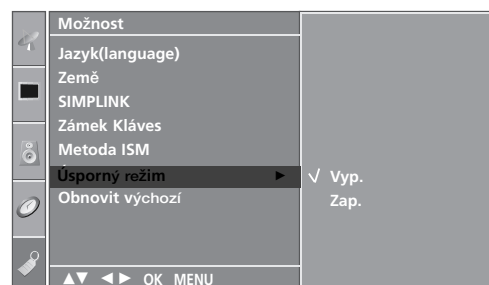 Možnost
Jazyk(language)
Země
SIMPLINK
Zámek Kláves
Metoda ISM
Úsporný režim ► √ Vyp.
Zap.
Obnovit výchozí
▲▼ ◄► OK MENU